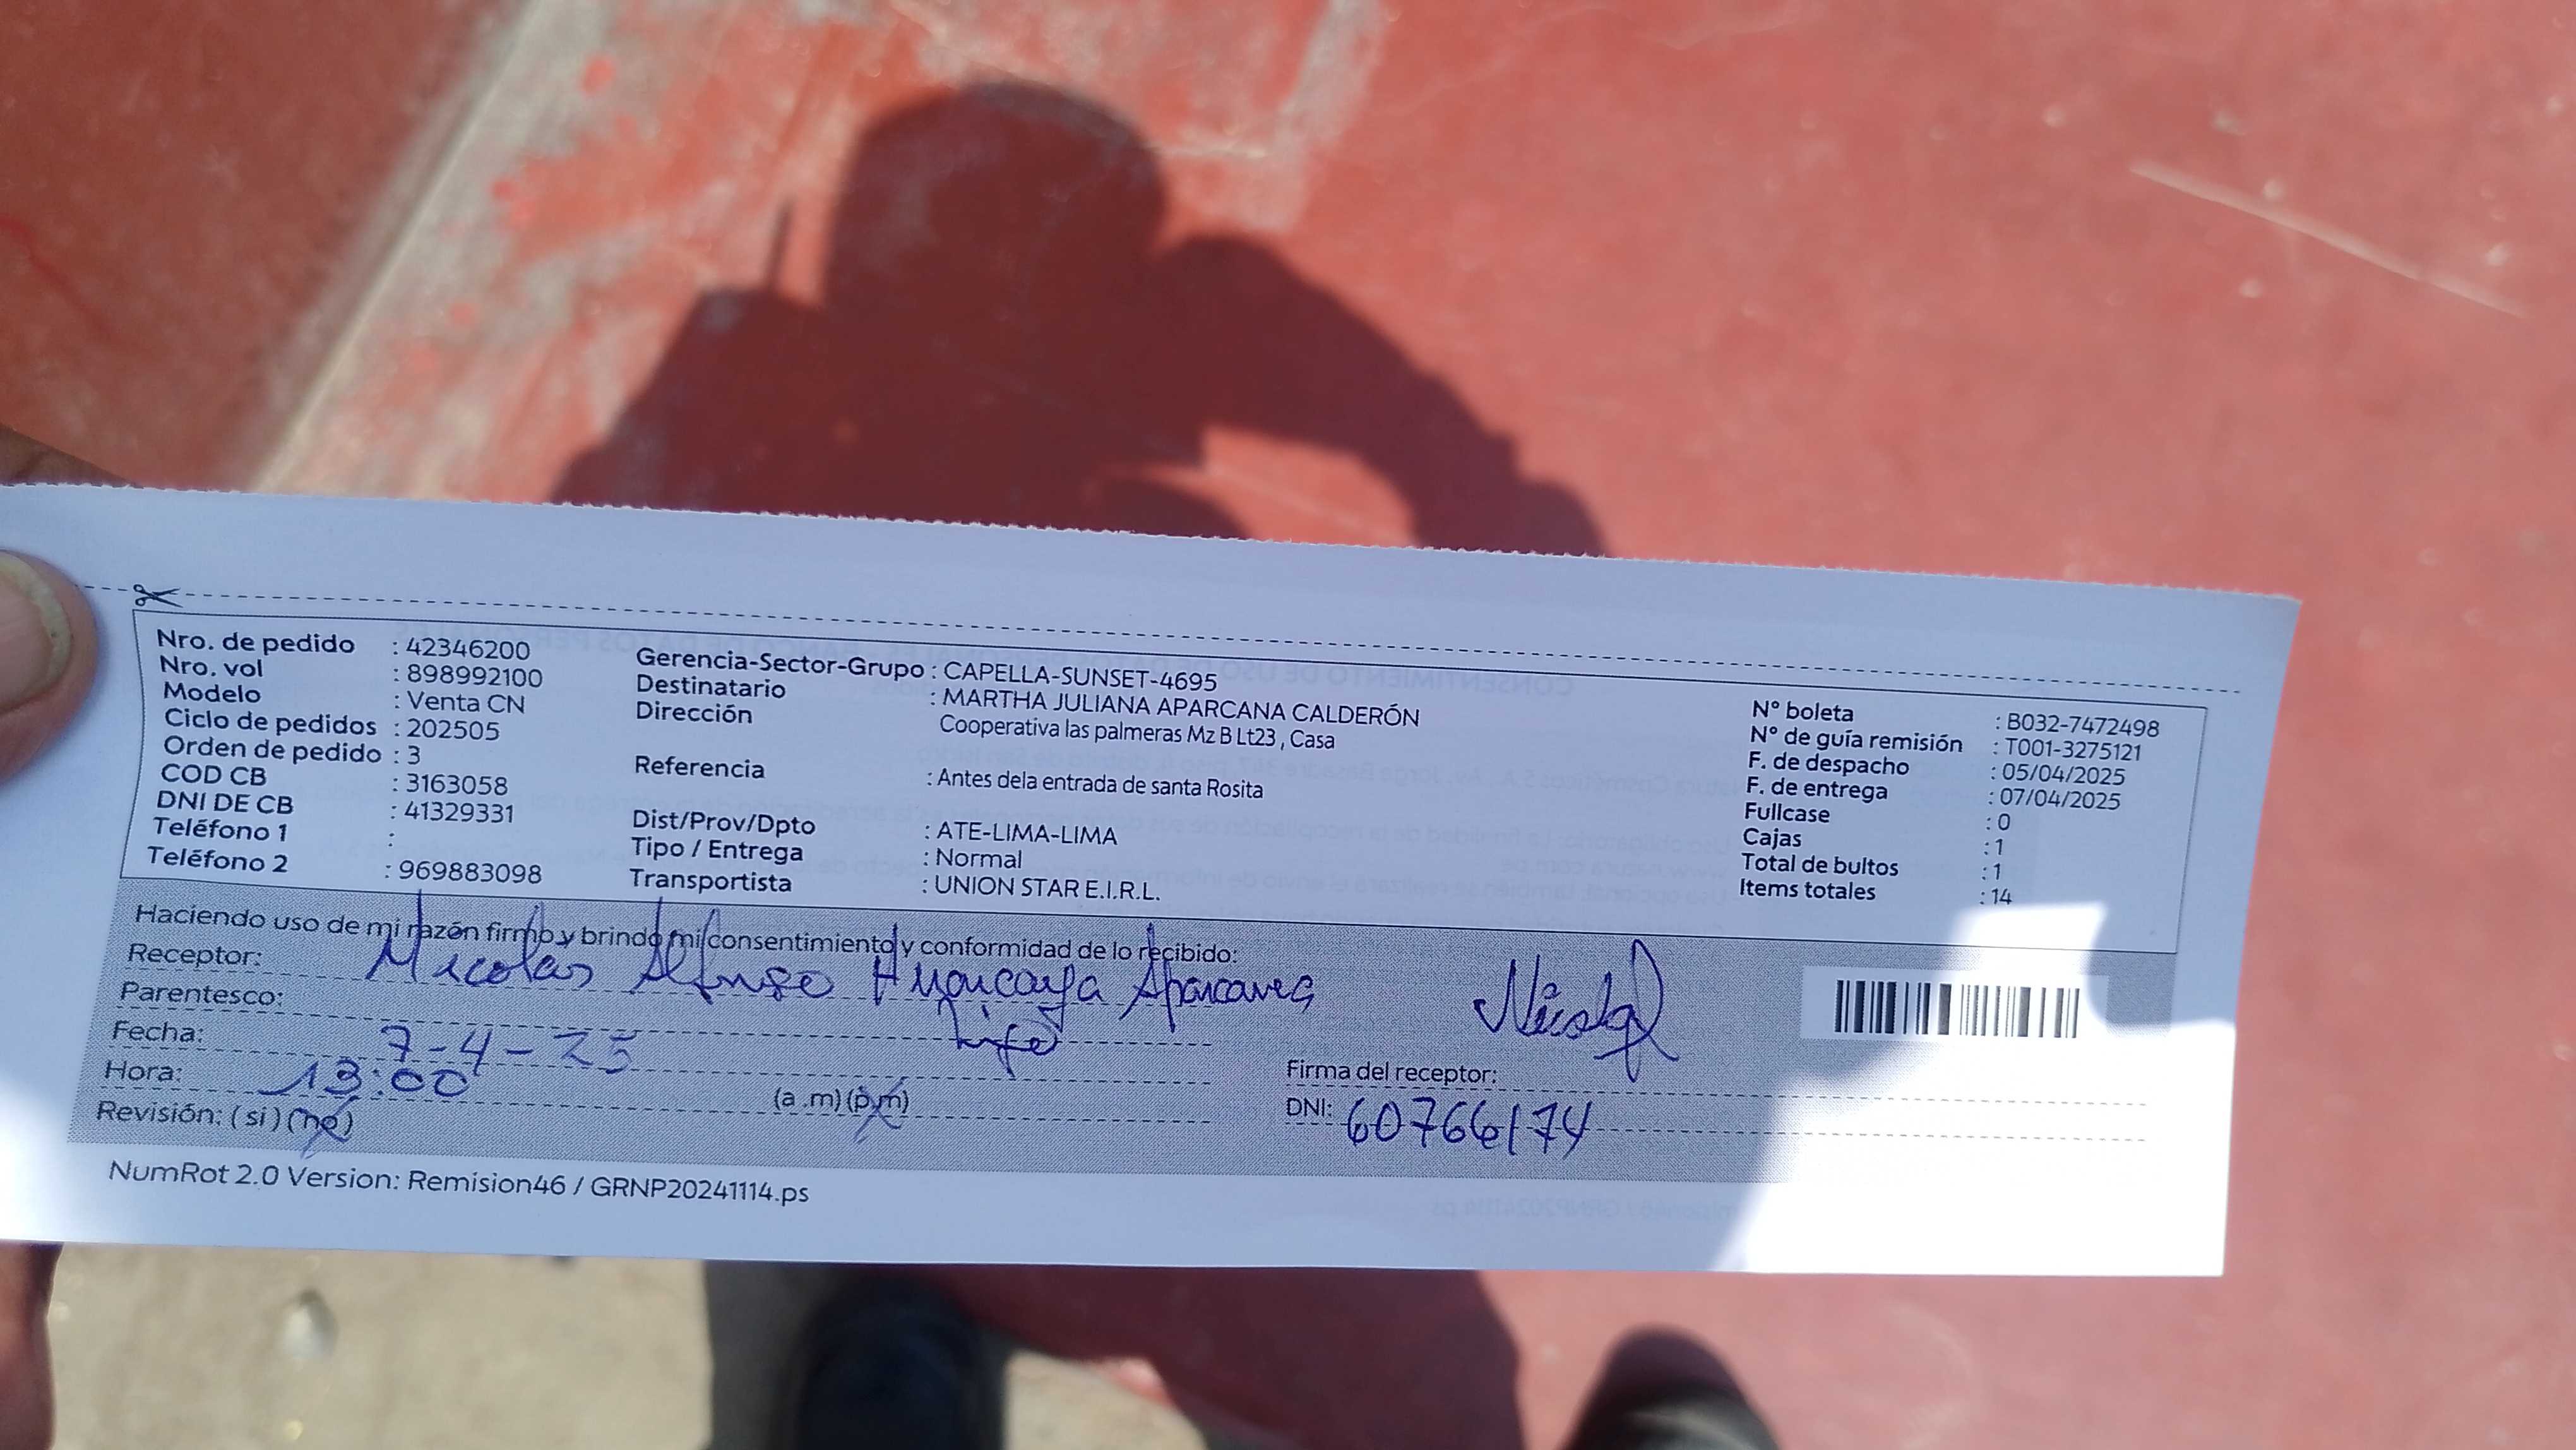 Nro. de pedido : 42346200
Nro. vol : 898992100
Modelo : Venta CN
Ciclo de pedidos : 202505
Orden de pedido : 3
COD CB : 3163058
DNI DE CB : 41329331
Teléfono 1 :
Teléfono 2 : 969883098
Gerencia-Sector-Grupo : CAPELLA-SUNSET-4695
Destinatario : MARTHA JULIANA APARCANA CALDERÓN
Dirección Cooperativa las palmeras Mz B Lt23 , Casa
Referencia : Antes dela entrada de santa Rosita
Dist/Prov/Dpto : ATE-LIMA-LIMA
Tipo / Entrega : Normal
Transportista : UNION STAR E.I.R.L.
N° boleta : B032-7472498
N° de guía remisión : T001-3275121
F. de despacho : 05/04/2025
F. de entrega : 07/04/2025
Fullcase : 0
Cajas : 1
Total de bultos : 1
Items totales : 14
Haciendo uso de mi razón firmo y brindo mi consentimiento y conformidad de lo recibido:
Receptor: Nicolas Alfonso Huaicaya Aparcana
Parentesco: hijo
Fecha: 7-4-25
Hora: 13:00 (a .m) (p.m)
Revisión: ( si ) (no)
Firma del receptor:
DNI: 60766174
NumRot 2.0 Version: Remision46 / GRNP20241114.ps